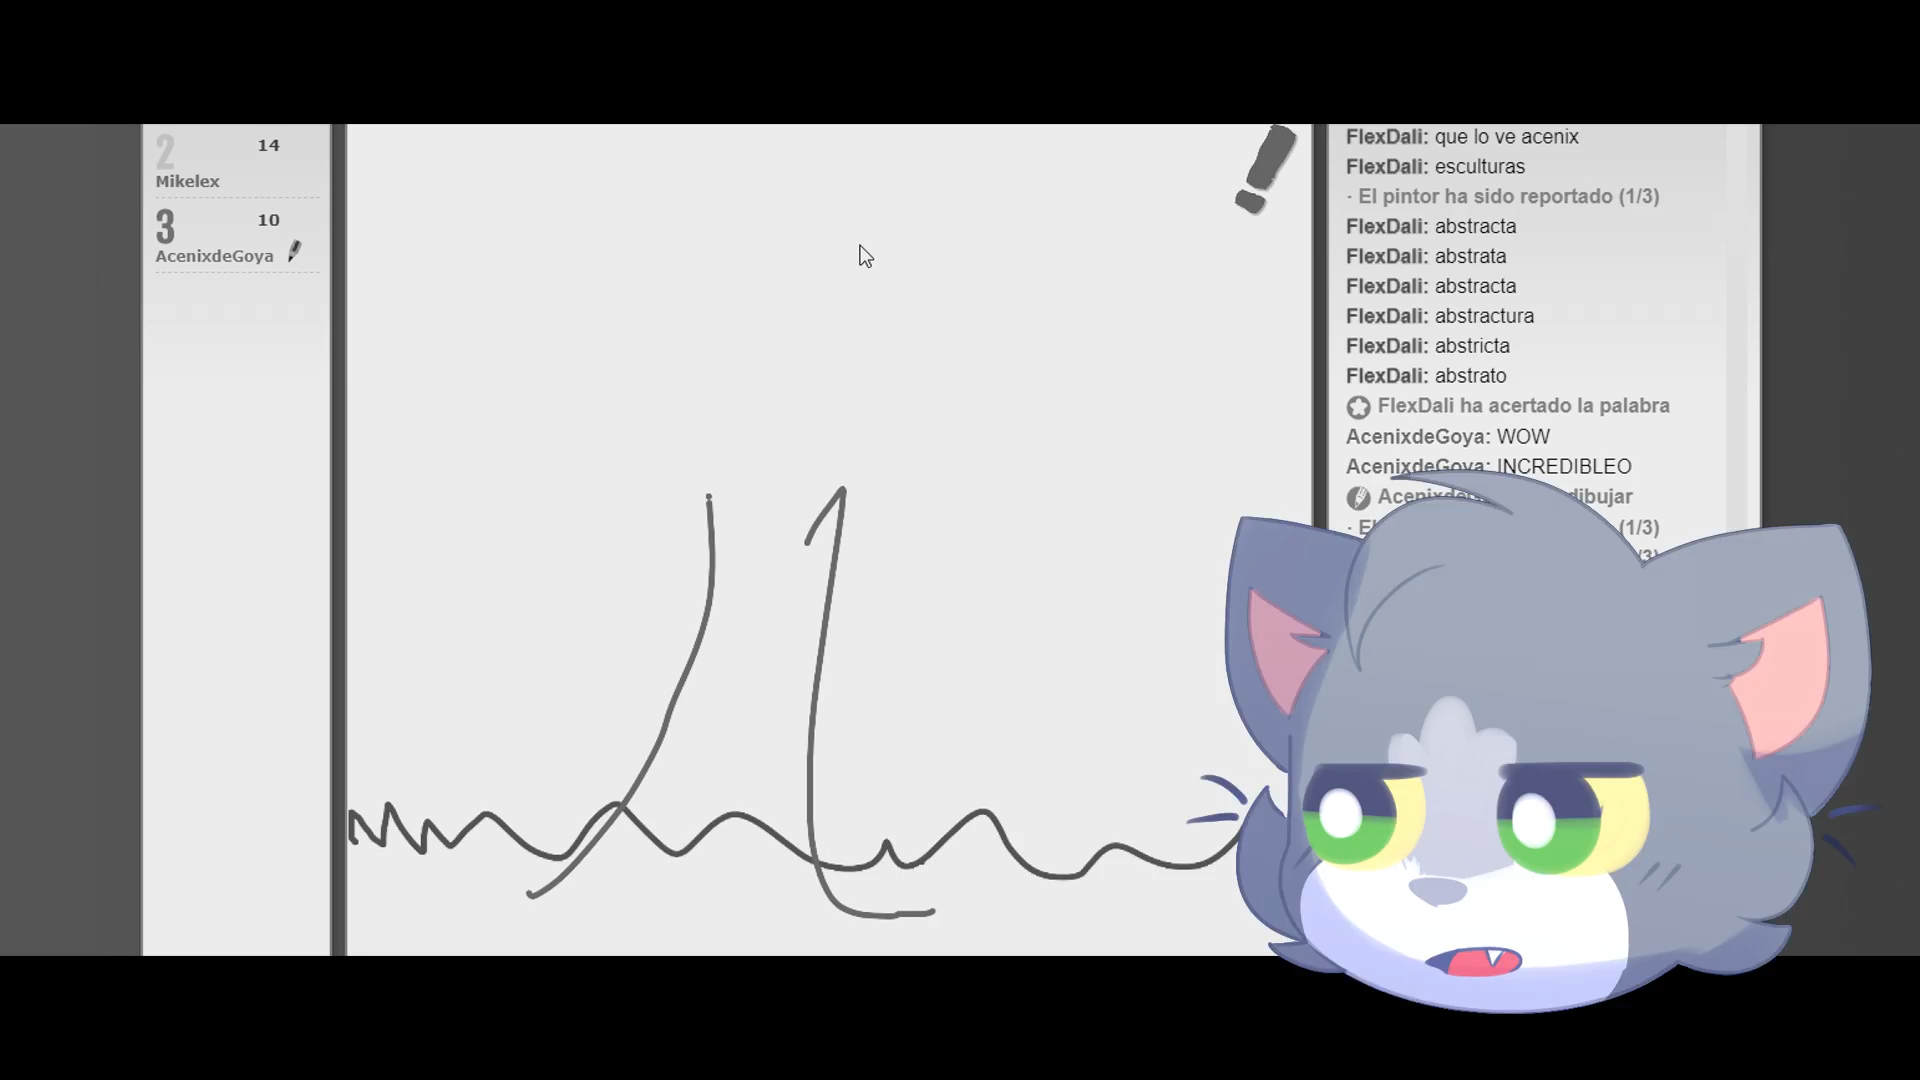 2 14
Mikelex
3 10
AcenixdeGoya
FlexDali: que lo ve acenix
FlexDali: esculturas
· El pintor ha sido reportado (1/3)
FlexDali: abstracta
FlexDali: abstrata
FlexDali: abstracta
FlexDali: abstractura
FlexDali: abstricta
FlexDali: abstrato
FlexDali ha acertado la palabra
AcenixdeGoya: WOW
AcenixdeGoya: INCREDIBLEO
dibujar
· El (1/3)